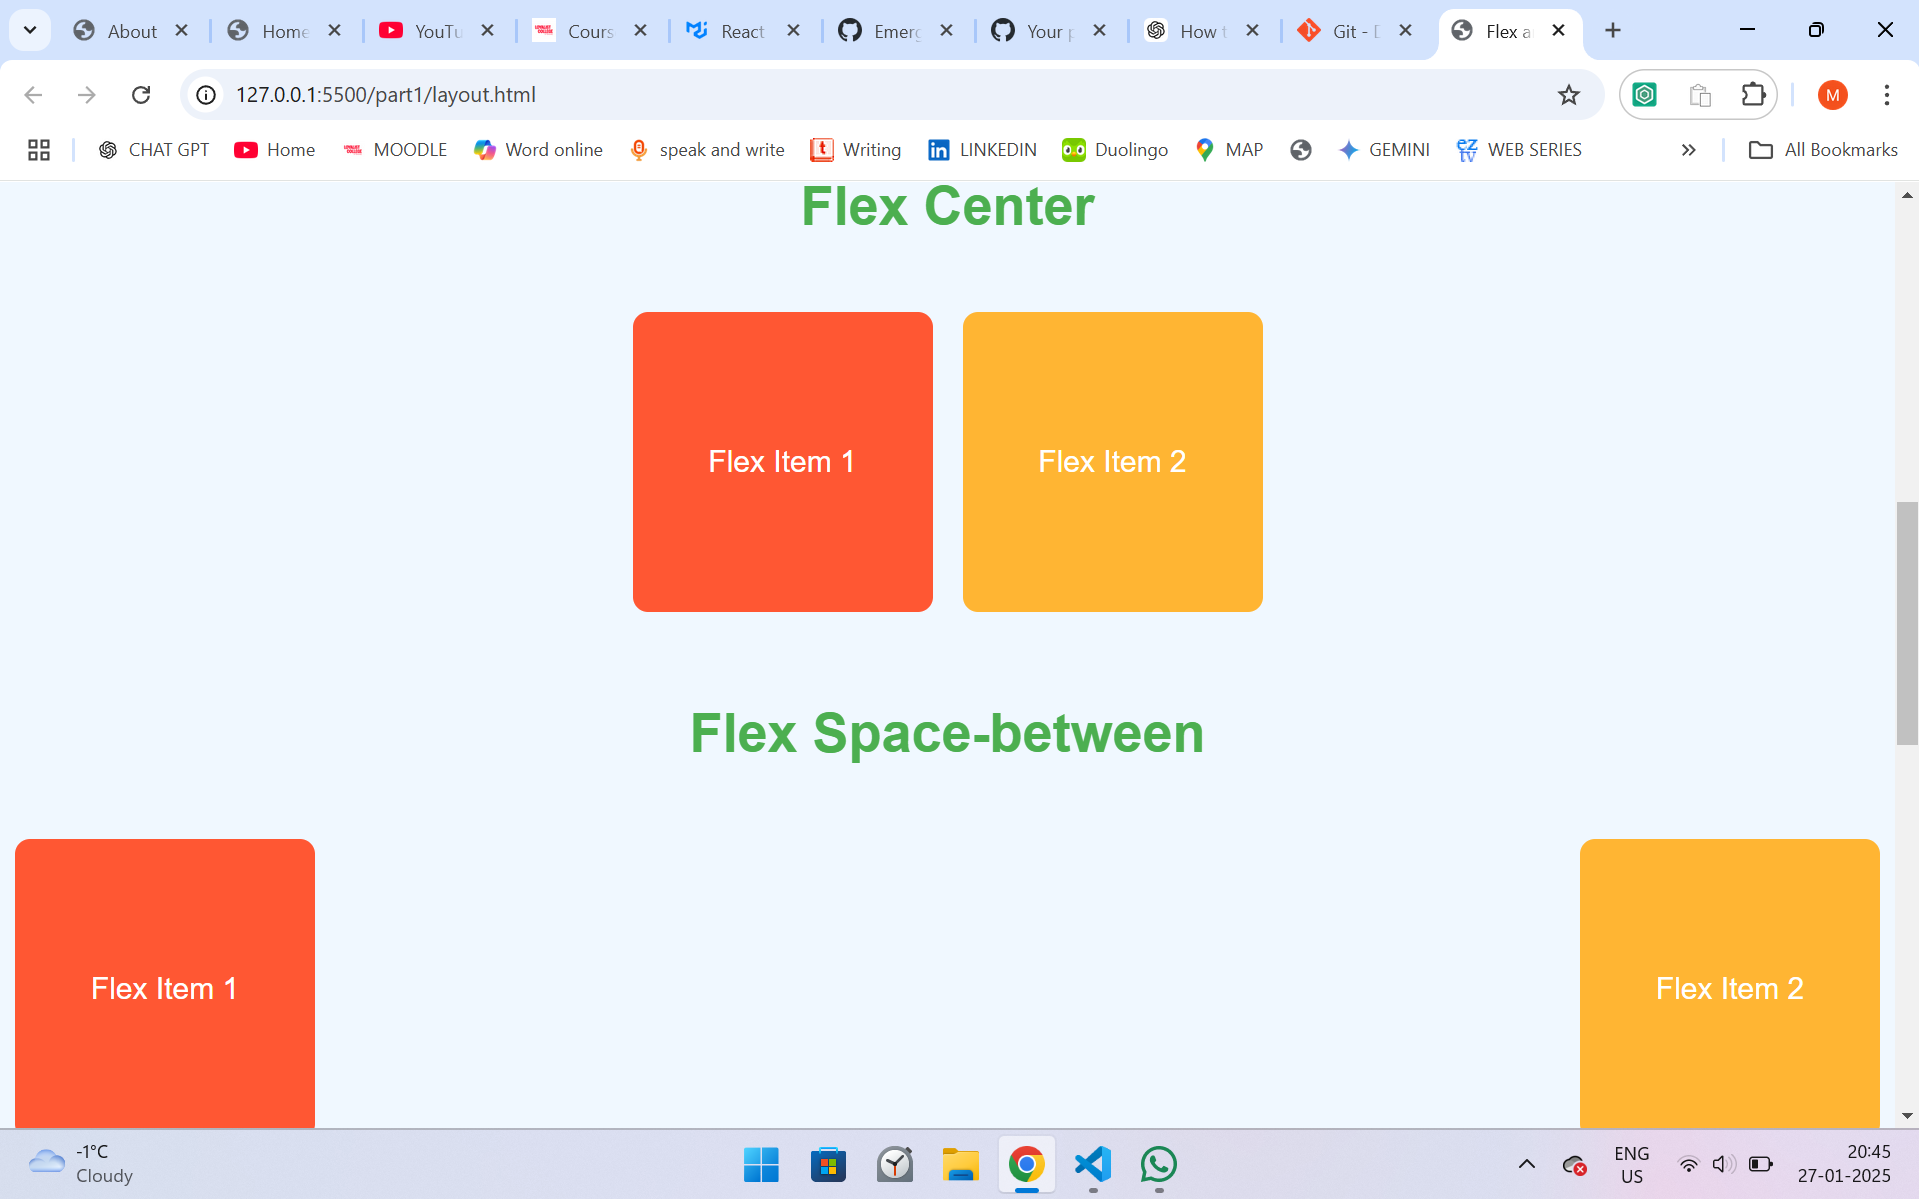 About
Home
YouTu
Cours
React
Emerg
Your p
How t
Git - D
Flex a
127.0.0.1:5500/part1/layout.html
M
CHAT GPT
Home
MOODLE
Word online
speak and write
Writing
LINKEDIN
Duolingo
MAP
GEMINI
WEB SERIES
All Bookmarks
Flex Center
Flex Item 1
Flex Item 2
Flex Space-between
Flex Item 1
Flex Item 2
-1°C
Cloudy
ENG
US
20:45
27-01-2025